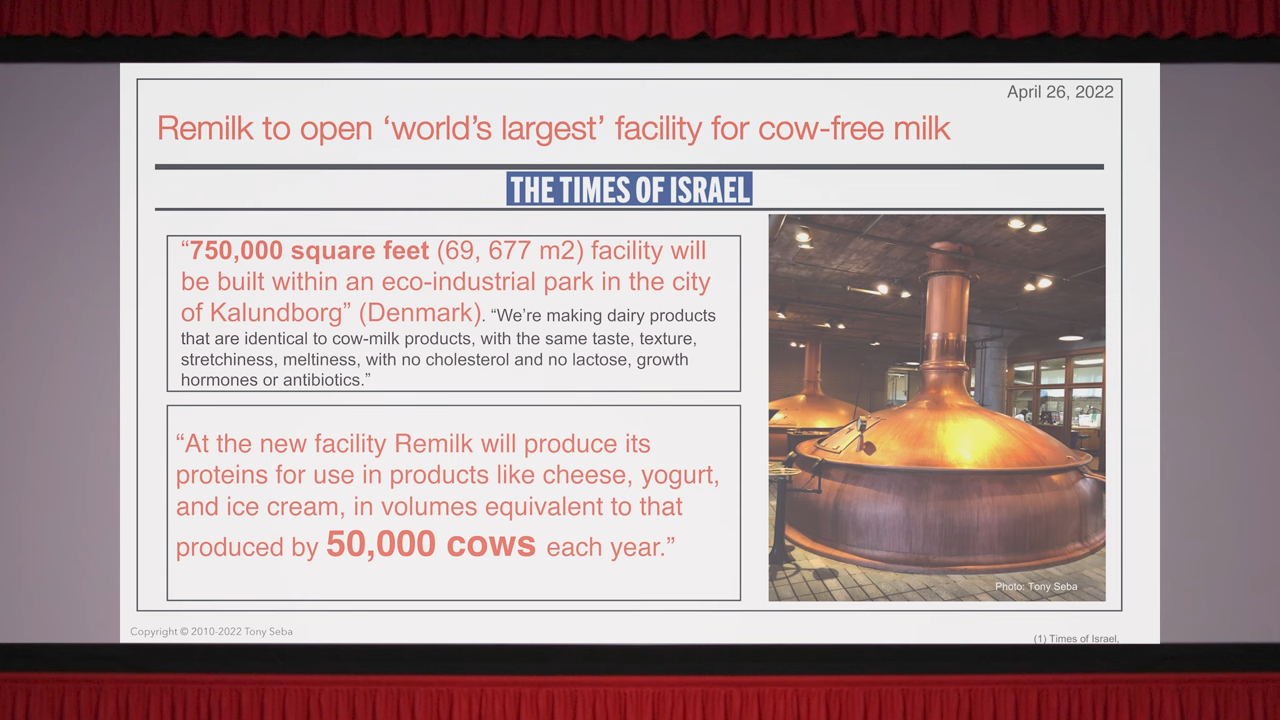 April 26, 2022
Remilk to open ‘world’s largest’ facility for cow-free milk
THE TIMES OF ISRAEL
“750,000 square feet (69, 677 m2) facility will
be built within an eco-industrial park in the city
of Kalundborg” (Denmark). “We’re making dairy products
that are identical to cow-milk products, with the same taste, texture,
stretchiness, meltiness, with no cholesterol and no lactose, growth
hormones or antibiotics.”
“At the new facility Remilk will produce its
proteins for use in products like cheese, yogurt,
and ice cream, in volumes equivalent to that
produced by 50,000 cows each year.”
Photo: Tony Seba
Copyright © 2010-2022 Tony Seba
(1) Times of Israel,